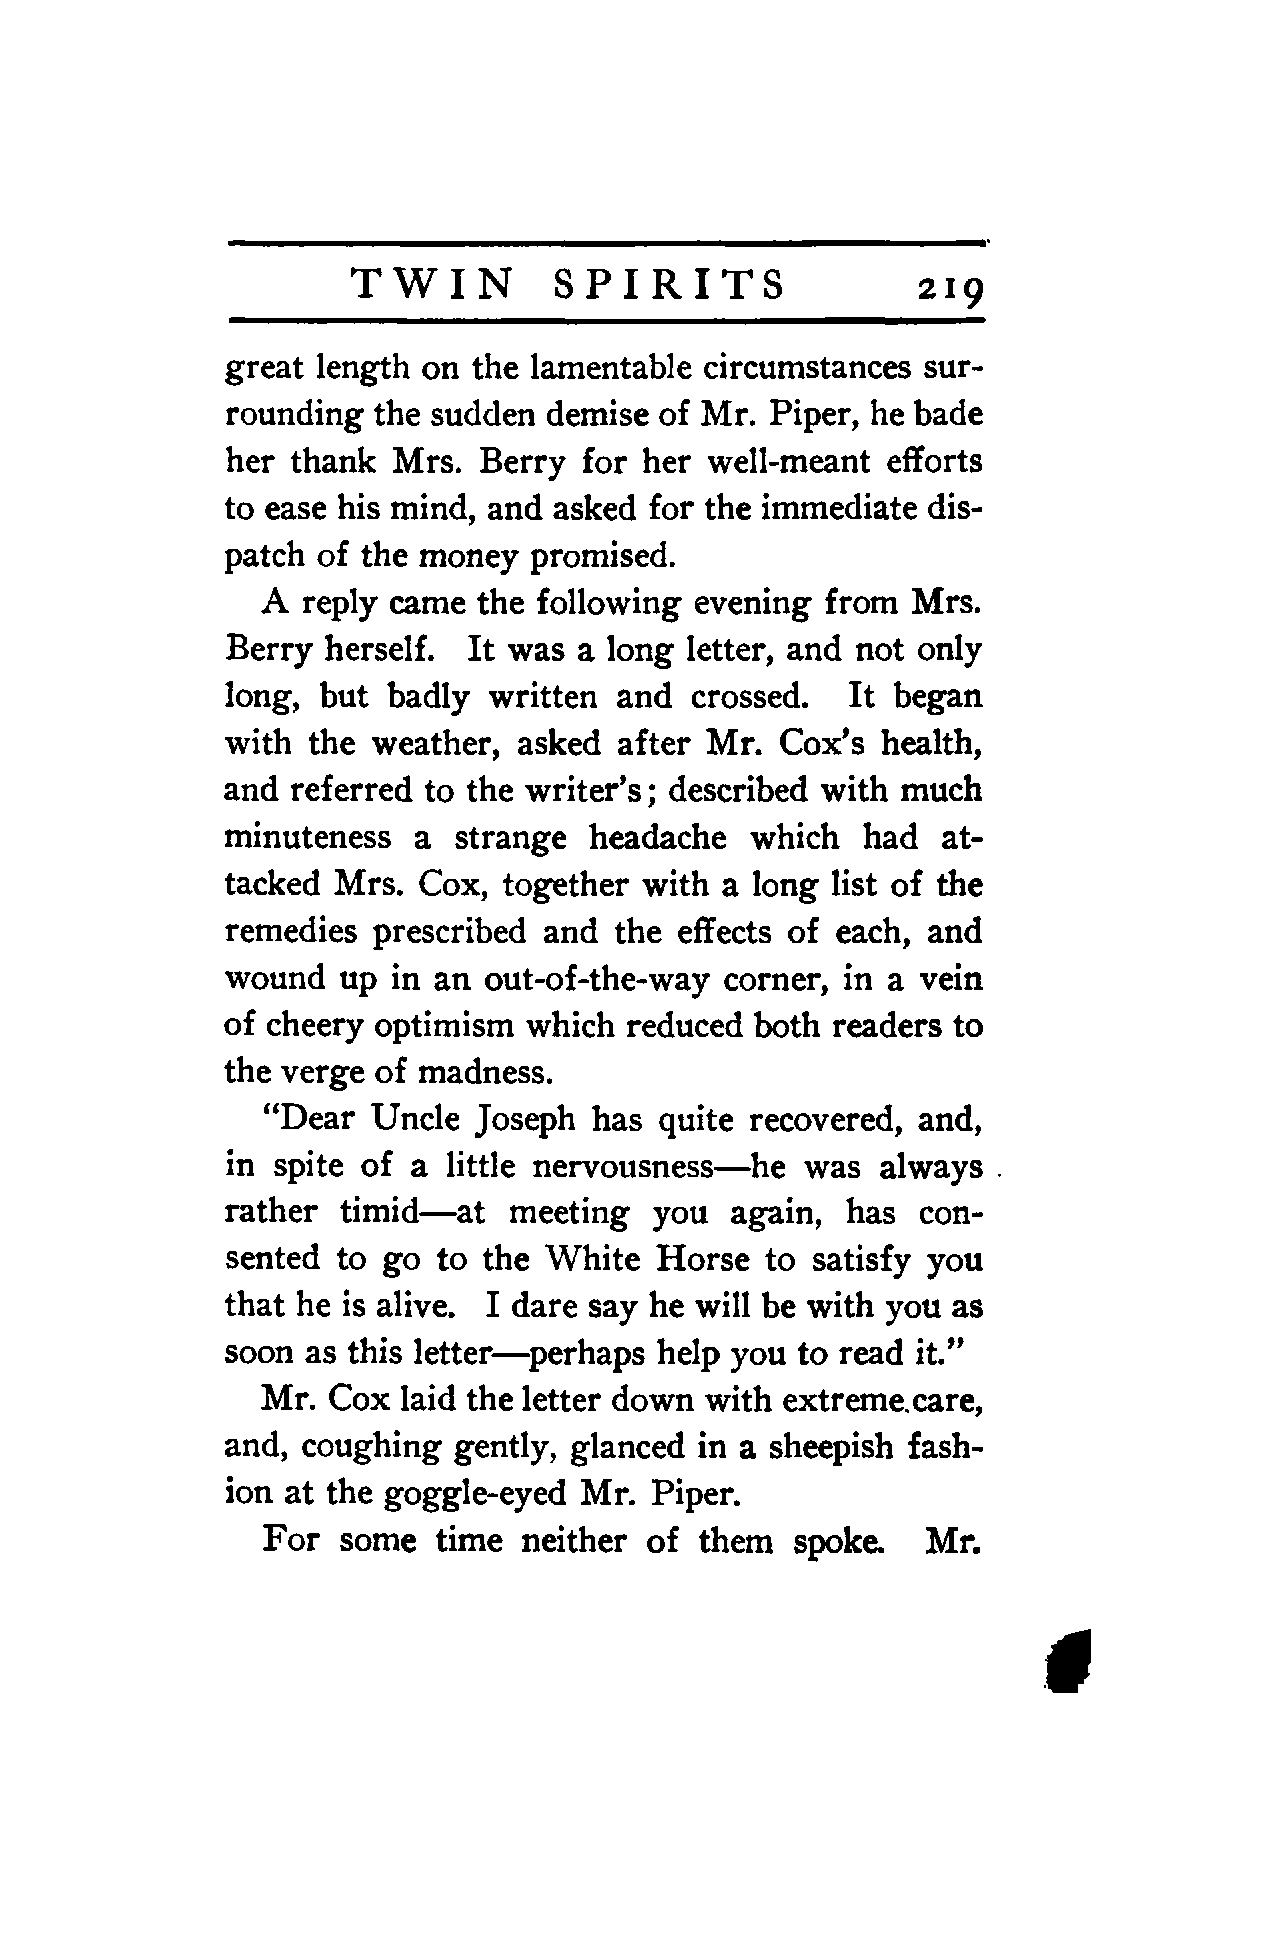 TWIN SPIRITS 219
great length on the lamentable circumstances sur-
rounding the sudden demise of Mr. Piper, he bade
her thank Mrs. Berry for her well-meant efforts
to ease his mind, and asked for the immediate dis-
patch of the money promised.
A reply came the following evening from Mrs.
Berry herself. It was a long letter, and not only
long, but badly written and crossed. It began
with the weather, asked after Mr. Cox's health,
and referred to the writer's; described with much
minuteness a strange headache which had at-
tacked Mrs. Cox, together with a long list of the
remedies prescribed and the effects of each, and
wound up in an out-of-the-way corner, in a vein
of cheery optimism which reduced both readers to
the verge of madness.
"Dear Uncle Joseph has quite recovered, and,
in spite of a little nervousness—he was always
rather timid—at meeting you again, has con-
sented to go to the White Horse to satisfy you
that he is alive. I dare say he will be with you as
soon as this letter—perhaps help you to read it."
Mr. Cox laid the letter down with extreme care,
and, coughing gently, glanced in a sheepish fash-
ion at the goggle-eyed Mr. Piper.
For some time neither of them spoke. Mr.